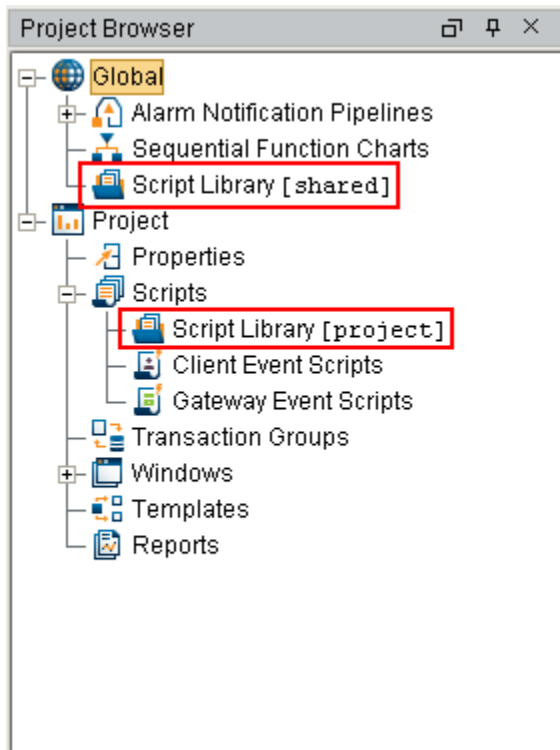 Project Browser
Global
Alarm Notification Pipelines
Sequential Function Charts
Script Library [shared]
Project
Properties
Scripts
Script Library [project]
Client Event Scripts
Gateway Event Scripts
Transaction Groups
Windows
Templates
Reports